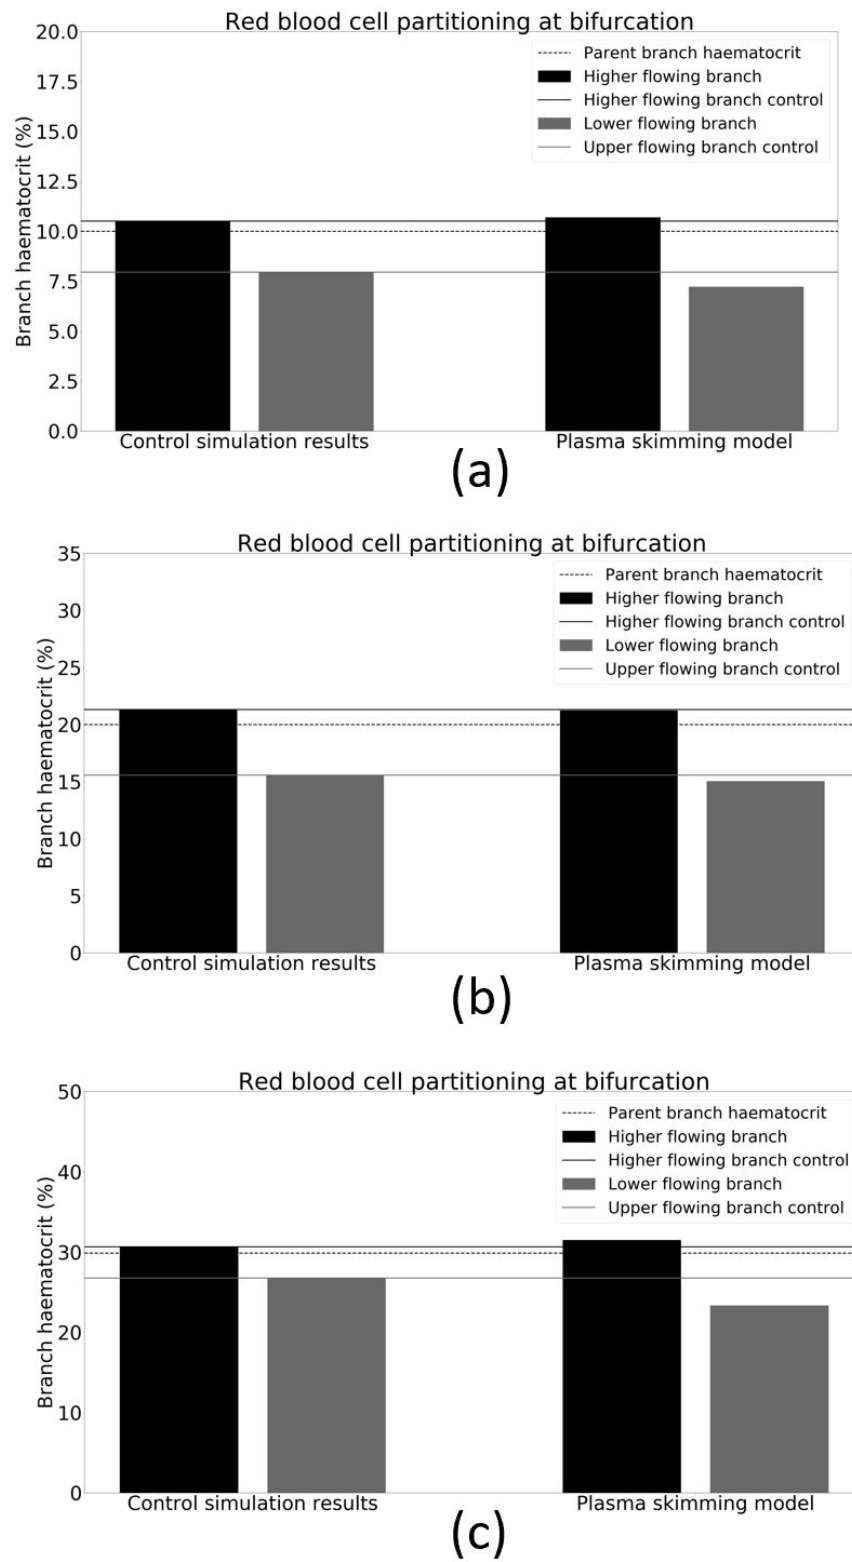 Red blood cell partitioning at bifurcation
20.0
17.5
15.0
12.5
10.0
7.5
5.0
2.5
0.0
Branch haematocrit (%)
Parent branch haematocrit
Higher flowing branch
Higher flowing branch control
Lower flowing branch
Upper flowing branch control
Control simulation results
Plasma skimming model
(a)
Red blood cell partitioning at bifurcation
35
30
25
20
15
10
5
0
Branch haematocrit (%)
Parent branch haematocrit
Higher flowing branch
Higher flowing branch control
Lower flowing branch
Upper flowing branch control
Control simulation results
Plasma skimming model
(b)
Red blood cell partitioning at bifurcation
50
40
30
20
10
0
Branch haematocrit (%)
Parent branch haematocrit
Higher flowing branch
Higher flowing branch control
Lower flowing branch
Upper flowing branch control
Control simulation results
Plasma skimming model
(c)